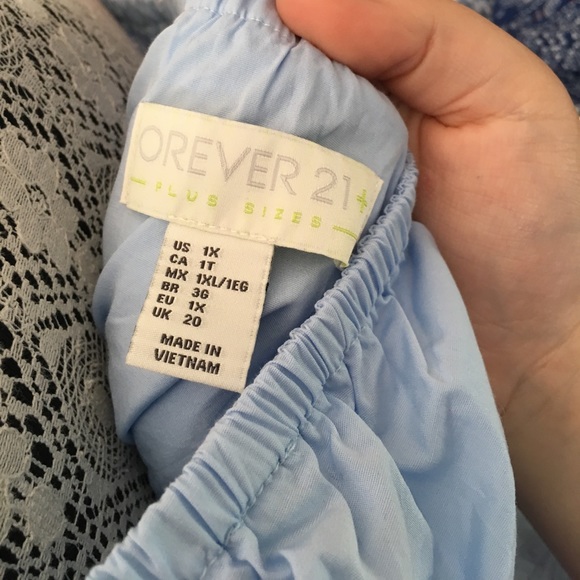 OREVER 21+
PLUS SIZES
US 1X
CA 1T
MX 1XL/1EG
BR 3G
EU 1X
UK 20
MADE IN
VIETNAM